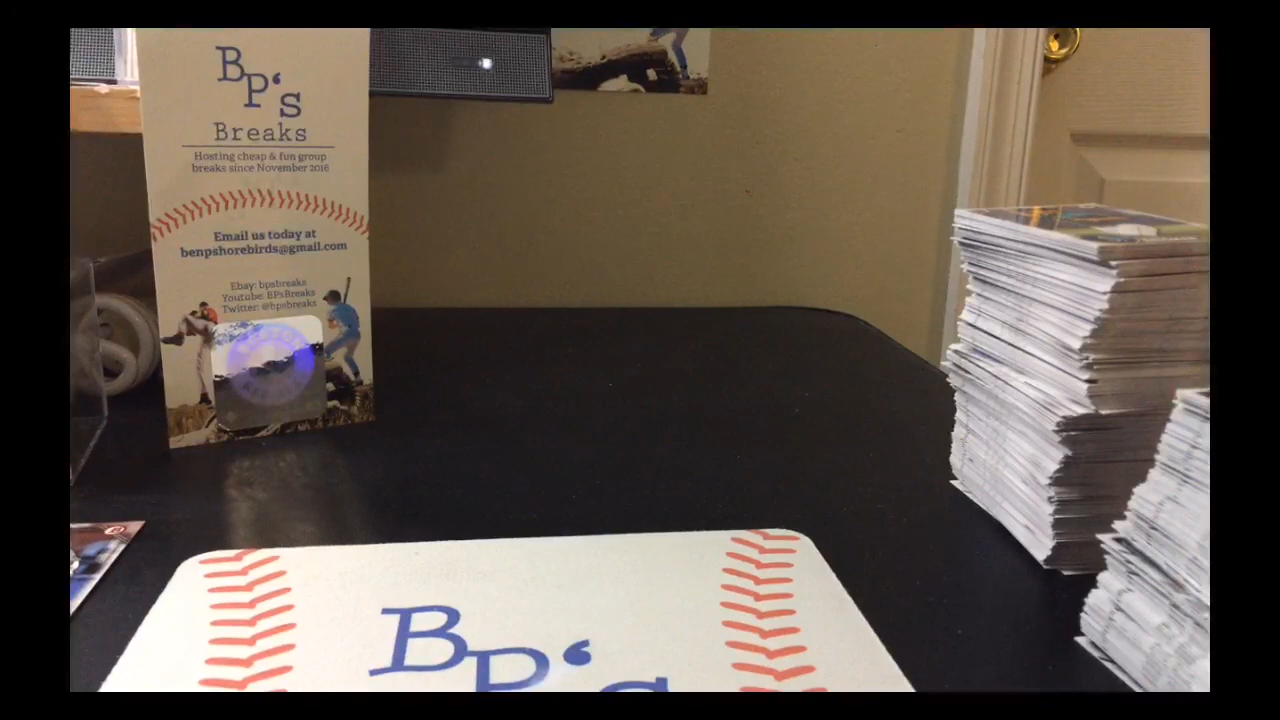 BP's
Breaks
Hosting cheap & fun group
breaks since November 2016
Email us today at
benpshorebirds@gmail.com
Ebay: bpsbreaks
Youtube: BPsBreaks
Twitter: @bpsbreaks
BP's